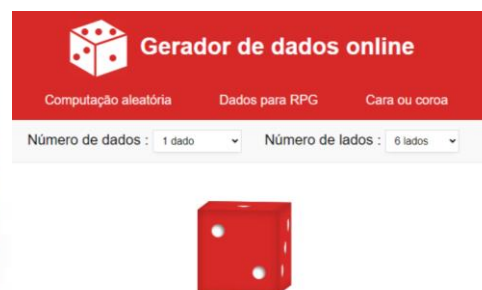 Gerador de dados online
Computação aleatória Dados para RPG Cara ou coroa
Número de dados : 1 dado Número de lados : 6 lados